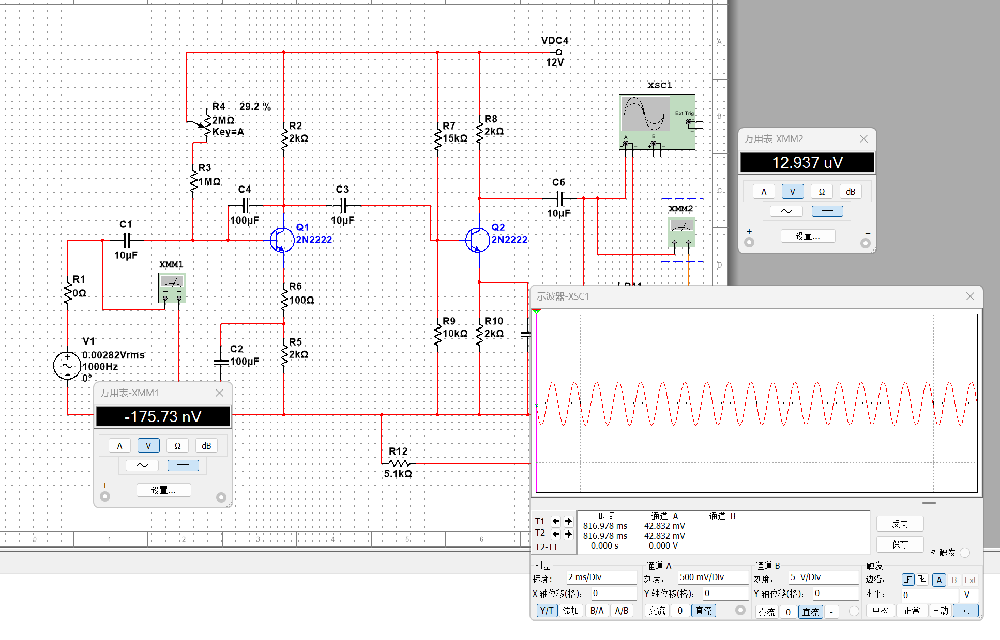 VDC4
12V
A
XSC1
Ext Trig
A
B
B
R4 29.2 %
2MΩ
Key=A
R2
2kΩ
R7
15kΩ
R8
2kΩ
R3
1MΩ
C4
100µF
C3
10µF
C6
10µF
C
XMM2
C1
10µF
Q1
2N2222
Q2
2N2222
D
XMM1
R1
0Ω
R6
100Ω
R9
10kΩ
R10
2kΩ
V1
0.00282Vrms
1000Hz
0°
C2
100µF
R5
2kΩ
R12
5.1kΩ
0 1 2 3 4 5 6
万用表-XMM2
12.937 uV
A V Ω dB
设置...
万用表-XMM1
-175.73 nV
A V Ω dB
设置...
示波器-XSC1
时间 通道_A 通道_B
T1 816.978 ms -42.832 mV
T2 816.978 ms -42.832 mV
T2-T1 0.000 s 0.000 V
反向
保存
外触发
时基
标度: 2 ms/Div
X 轴位移(格): 0
Y/T 添加 B/A A/B
通道 A
刻度: 500 mV/Div
Y 轴位移(格): 0
交流 0 直流
通道 B
刻度: 5 V/Div
Y 轴位移(格): 0
交流 0 直流 -
触发
边沿: A B Ext
水平: 0 V
单次 正常 自动 无